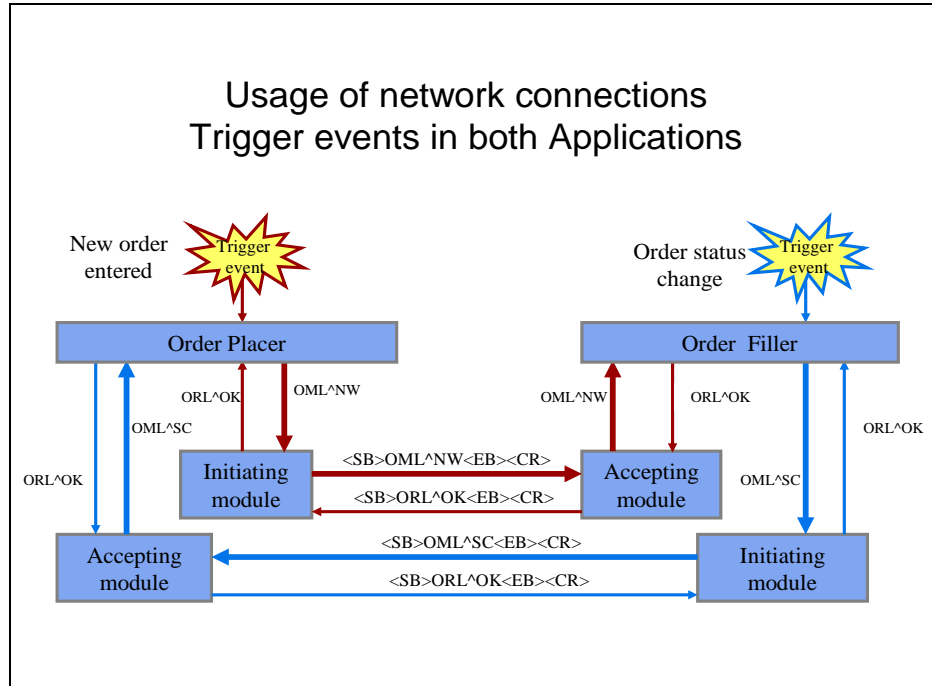 Usage of network connections
Trigger events in both Applications
New order
entered
Trigger
event
Order status
change
Trigger
event
Order Placer
Order Filler
ORL^OK
OML^SC
ORL^OK
OML^NW
OML^NW
ORL^OK
OML^SC
ORL^OK
Initiating
module
<SB>OML^NW<EB><CR>
<SB>ORL^OK<EB><CR>
Accepting
module
Accepting
module
<SB>OML^SC<EB><CR>
<SB>ORL^OK<EB><CR>
Initiating
module